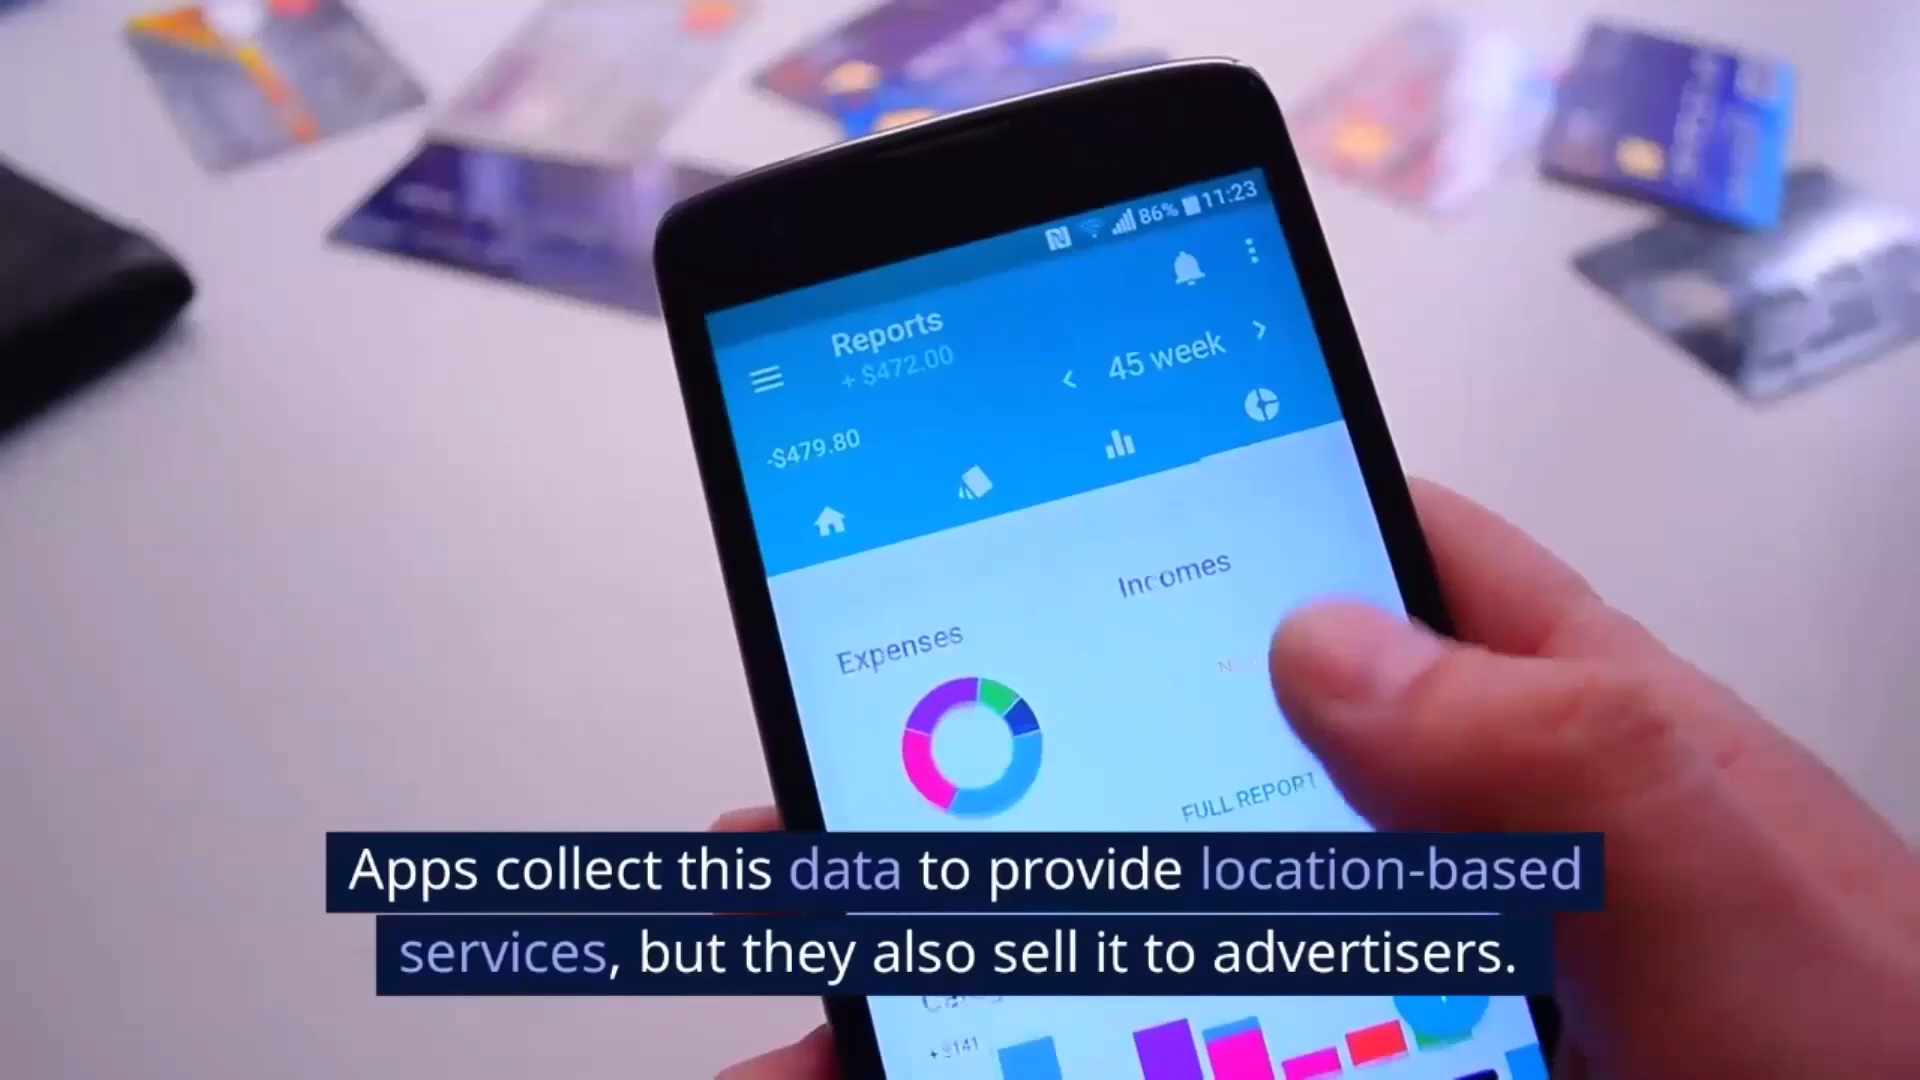 86% 11:23
Reports
+ $472.00
45 week
-$479.80
Incomes
Expenses
FULL REPORT
Apps collect this data to provide location-based
services, but they also sell it to advertisers.